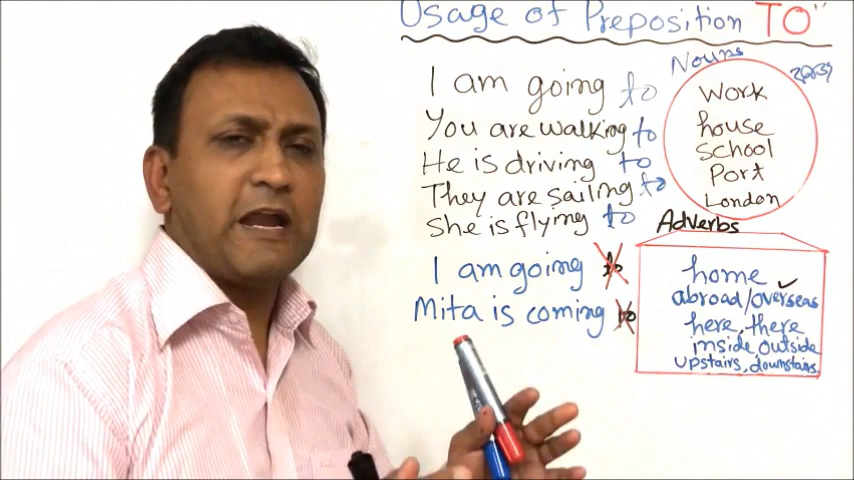 Usage of Preposition "TO"
Nouns
I am going to
You are walking to
He is driving to
They are sailing to
She is flying to
work
house
school
Port
London
Adverbs
I am going to
Mita is coming to
home
abroad/overseas
here, there
inside, outside
upstairs, downstairs